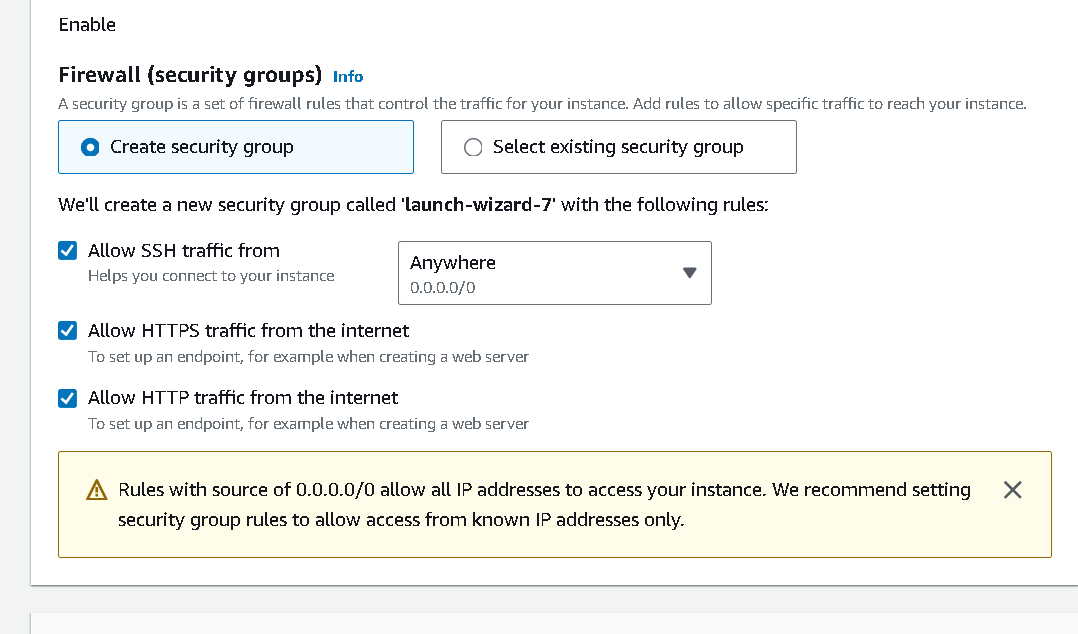 Enable
Firewall (security groups) Info
A security group is a set of firewall rules that control the traffic for your instance. Add rules to allow specific traffic to reach your instance.
Create security group
Select existing security group
We'll create a new security group called 'launch-wizard-7' with the following rules:
Allow SSH traffic from
Helps you connect to your instance
Anywhere
0.0.0.0/0
Allow HTTPS traffic from the internet
To set up an endpoint, for example when creating a web server
Allow HTTP traffic from the internet
To set up an endpoint, for example when creating a web server
Rules with source of 0.0.0.0/0 allow all IP addresses to access your instance. We recommend setting
security group rules to allow access from known IP addresses only.